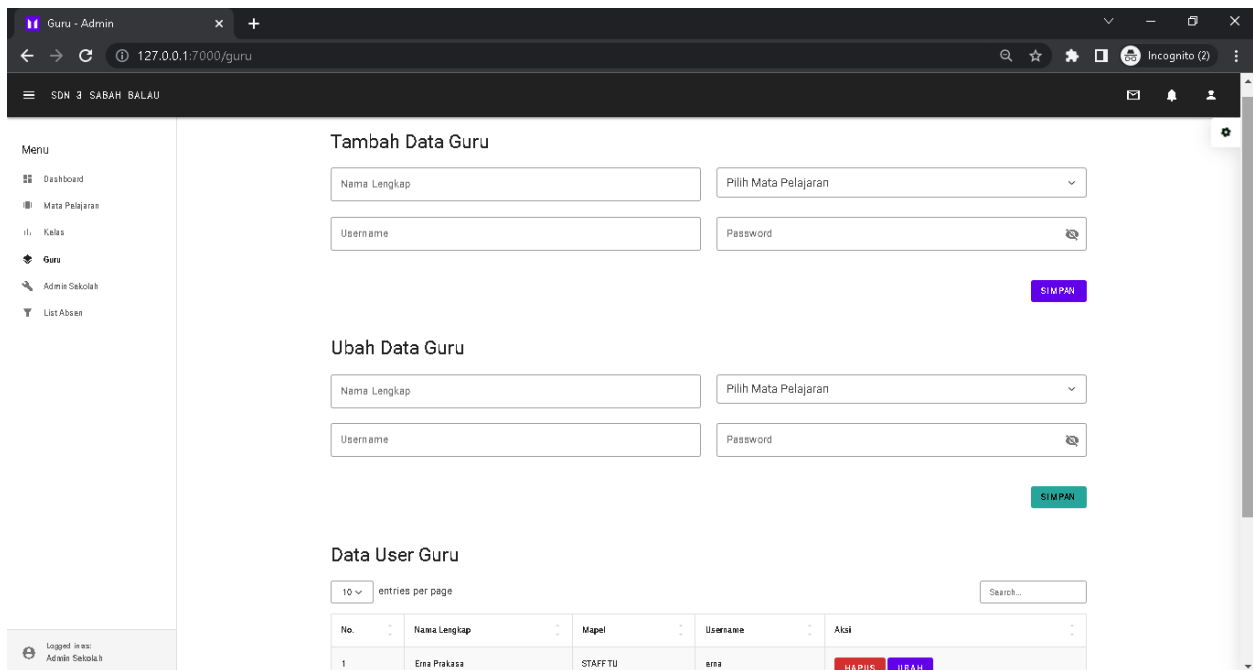 Guru - Admin
127.0.0.1:7000/guru
Incognito (2)
SDN 3 SABAH BALAU
Menu
Dashboard
Mata Pelajaran
Kelas
Guru
Admin Sekolah
List Absen
Logged in as:
Admin Sekolah
Tambah Data Guru
Nama Lengkap
Pilih Mata Pelajaran
Username
Password
SIMPAN
Ubah Data Guru
Nama Lengkap
Pilih Mata Pelajaran
Username
Password
SIMPAN
Data User Guru
10 entries per page
Search...
No. Nama Lengkap Mapel Username Aksi
1 Erna Prakasa STAFF TU erna HAPUS UBAH